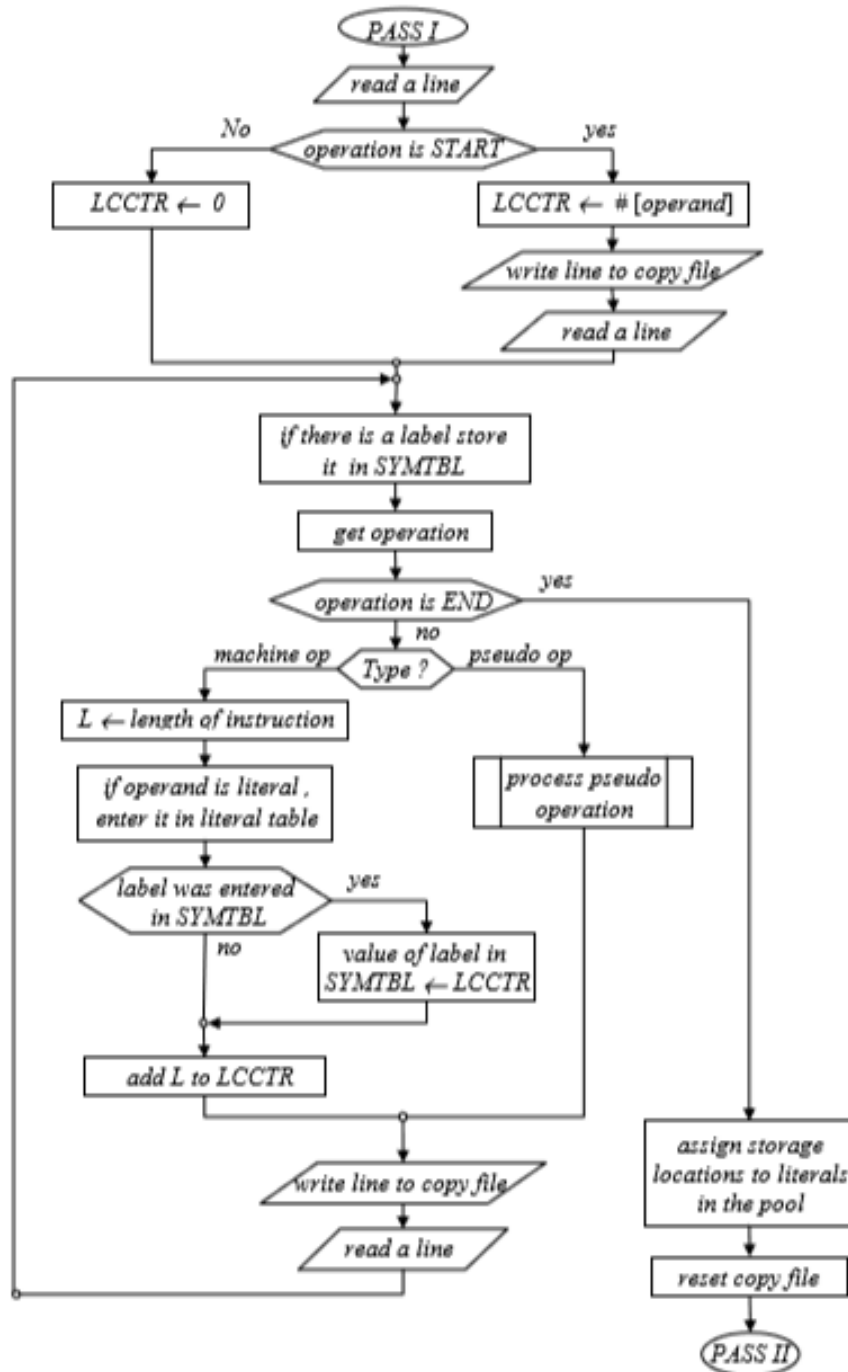 PASS I
read a line
No
yes
operation is START
LCCTR ← 0
LCCTR ← # [operand]
write line to copy file
read a line
if there is a label store
it in SYMTBL
get operation
yes
operation is END
no
machine op
Type ?
pseudo op
L ← length of instruction
process pseudo
operation
if operand is literal ,
enter it in literal table
label was entered
in SYMTBL
yes
no
value of label in
SYMTBL ← LCCTR
add L to LCCTR
write line to copy file
read a line
assign storage
locations to literals
in the pool
reset copy file
PASS II